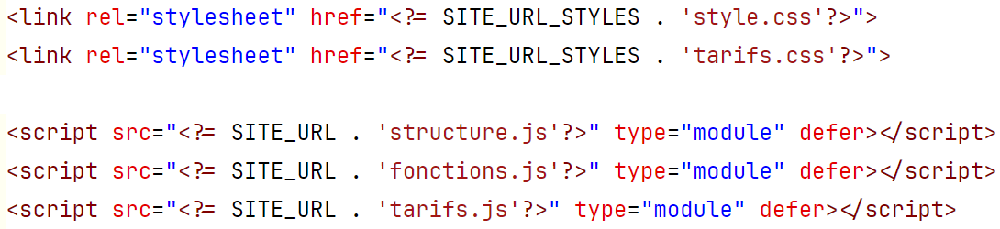 <link rel="stylesheet" href="<?= SITE_URL_STYLES . 'style.css'?>">
<link rel="stylesheet" href="<?= SITE_URL_STYLES . 'tarifs.css'?>">
<script src="<?= SITE_URL . 'structure.js'?>" type="module" defer></script>
<script src="<?= SITE_URL . 'fonctions.js'?>" type="module" defer></script>
<script src="<?= SITE_URL . 'tarifs.js'?>" type="module" defer></script>